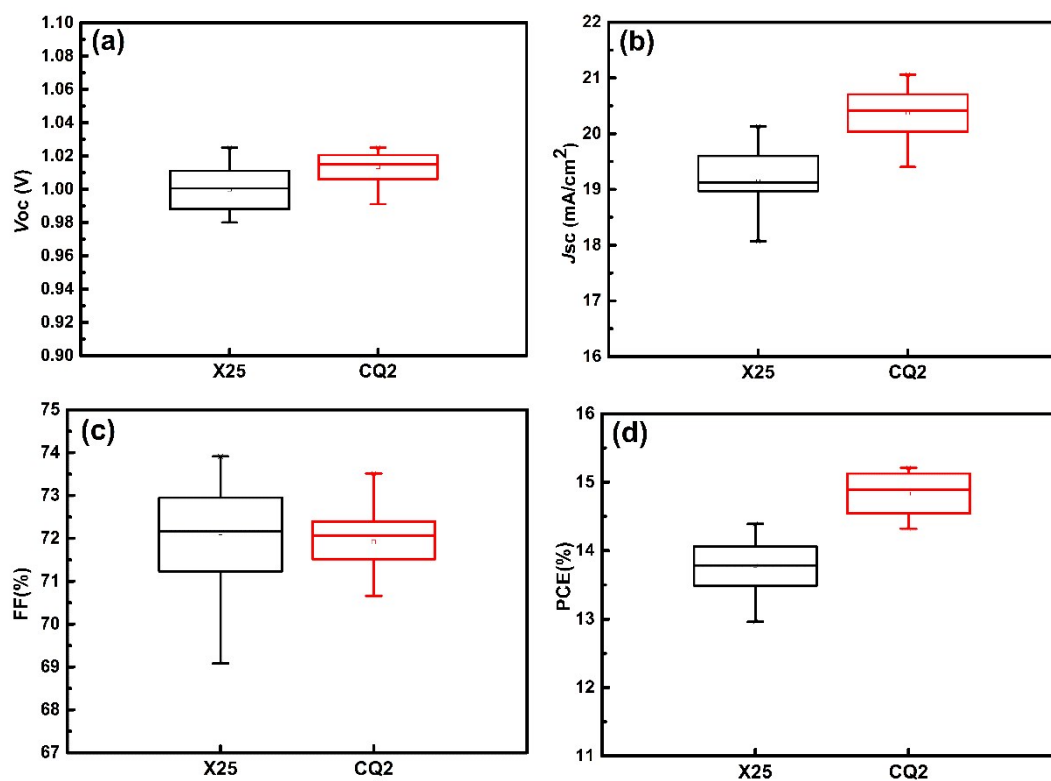 (a)
Voc (V)
1.10
1.08
1.06
1.04
1.02
1.00
0.98
0.96
0.94
0.92
0.90
X25
CQ2
(b)
Jsc (mA/cm²)
22
21
20
19
18
17
16
X25
CQ2
(c)
FF(%)
75
74
73
72
71
70
69
68
67
X25
CQ2
(d)
PCE(%)
16
15
14
13
12
11
X25
CQ2